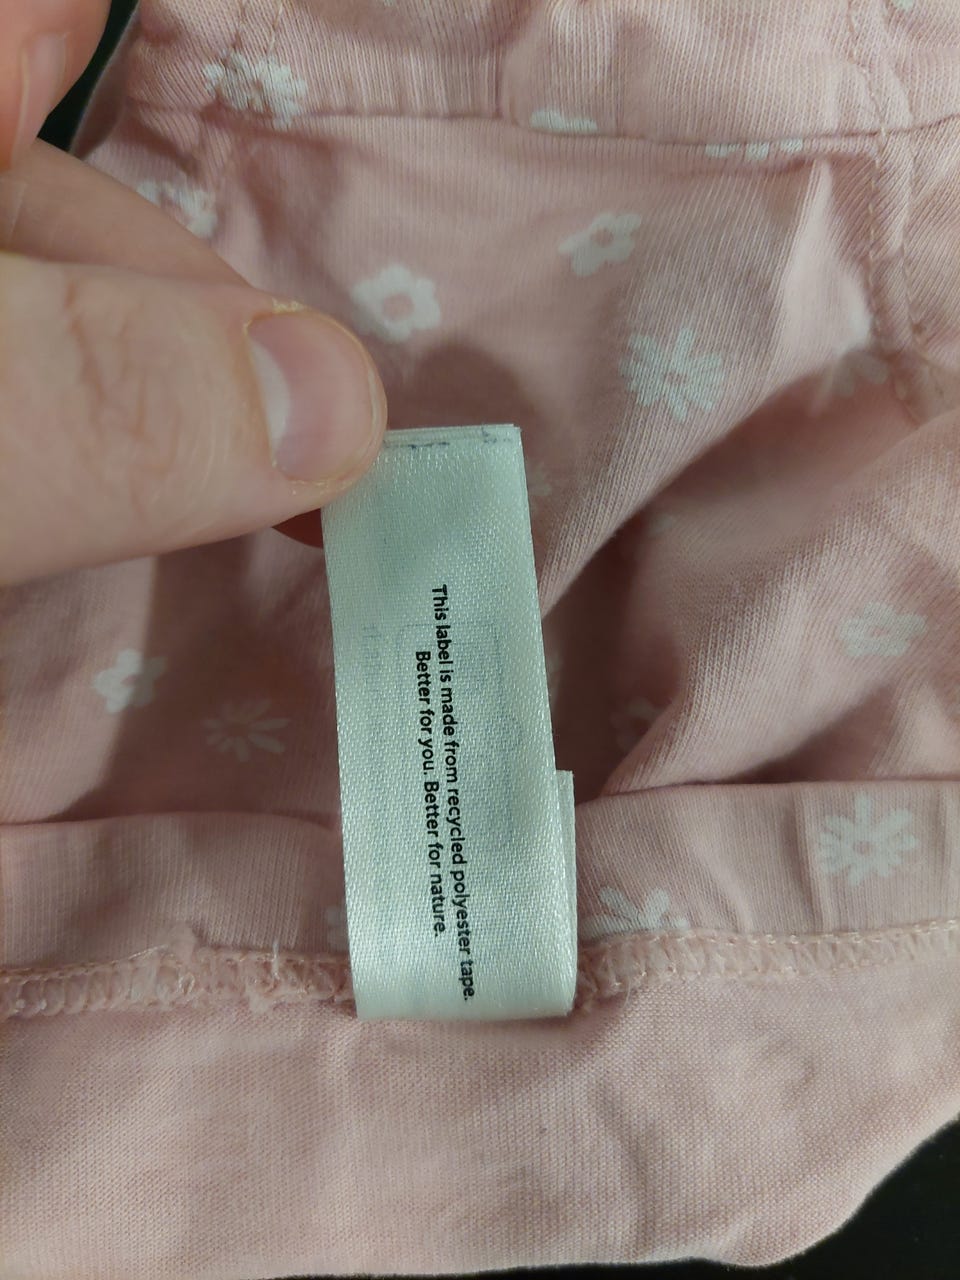 This label is made from recycled polyester tape.
Better for you. Better for nature.